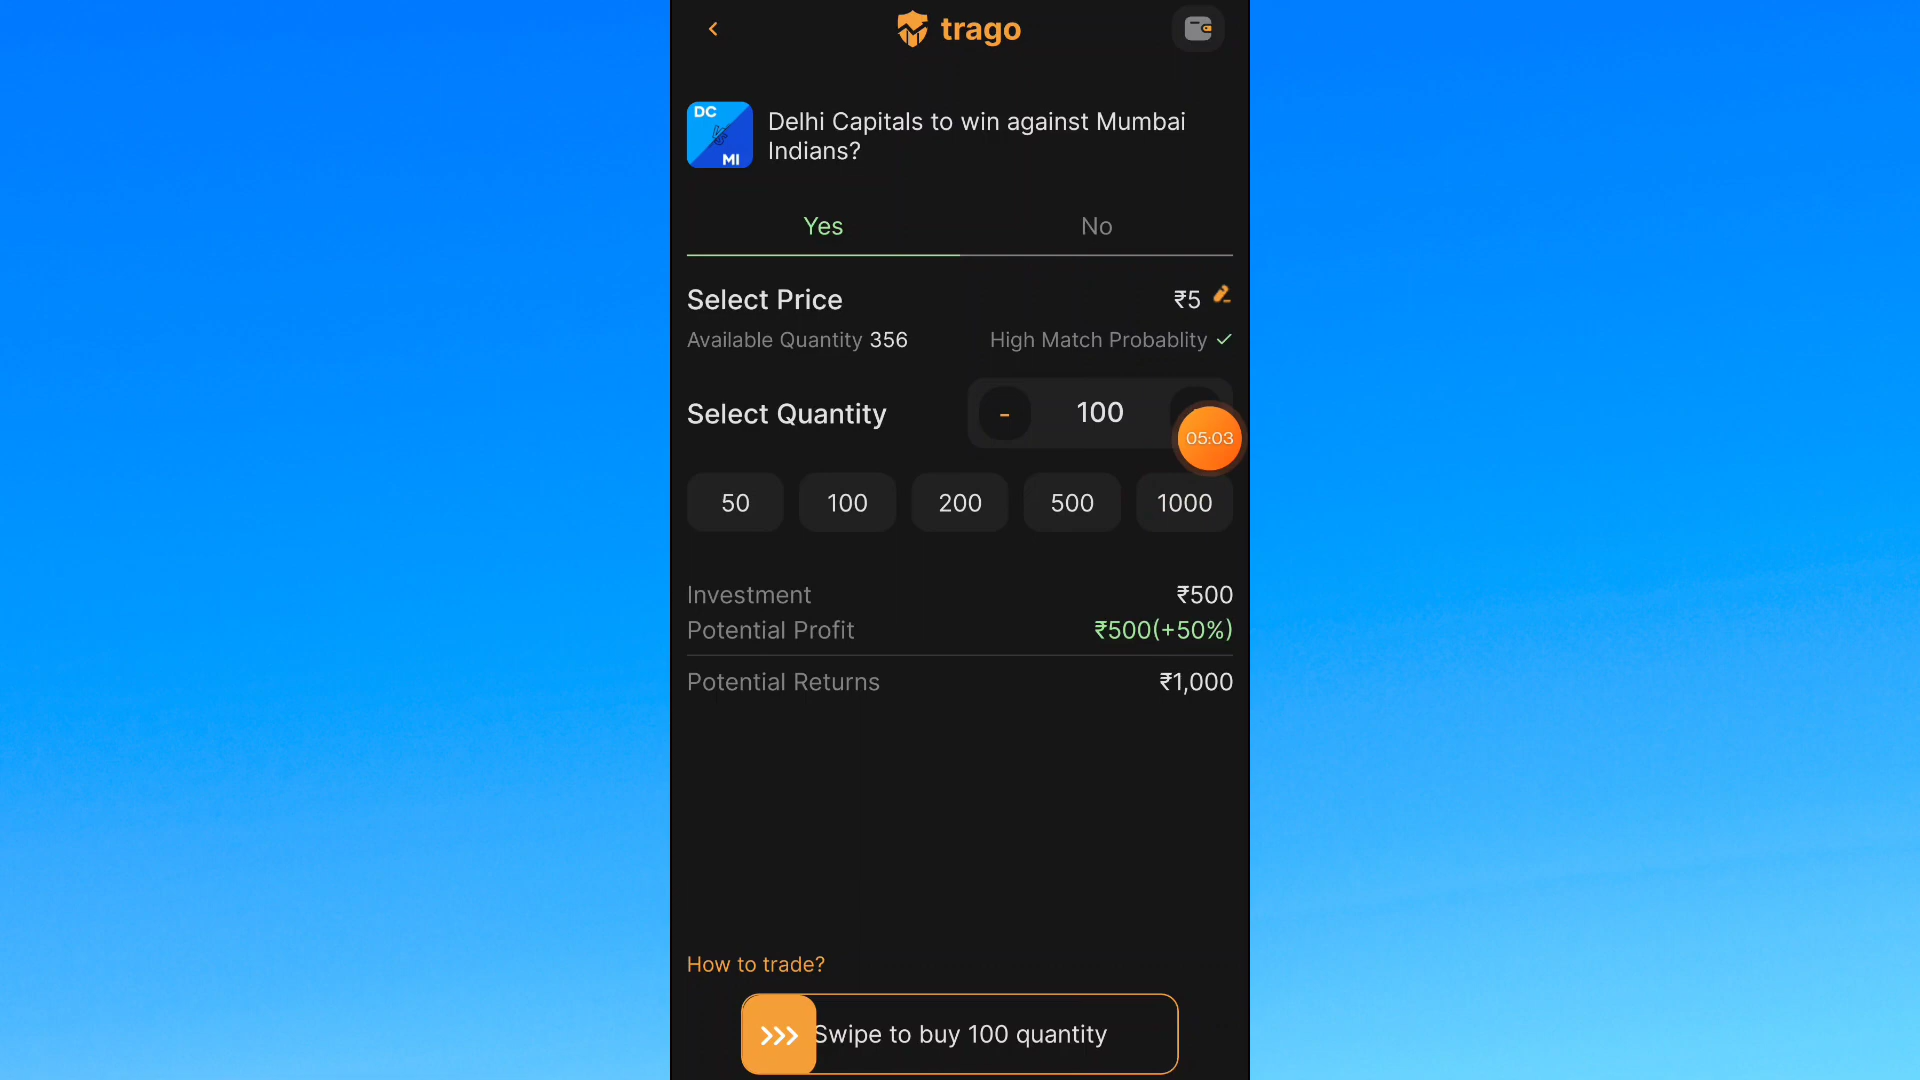 trago
DC
VS
MI
Delhi Capitals to win against Mumbai
Indians?
Yes
No
Select Price
₹5
Available Quantity 356
High Match Probablity
Select Quantity
- 100
05:03
50 100 200 500 1000
Investment
₹500
Potential Profit
₹500(+50%)
Potential Returns
₹1,000
How to trade?
Swipe to buy 100 quantity